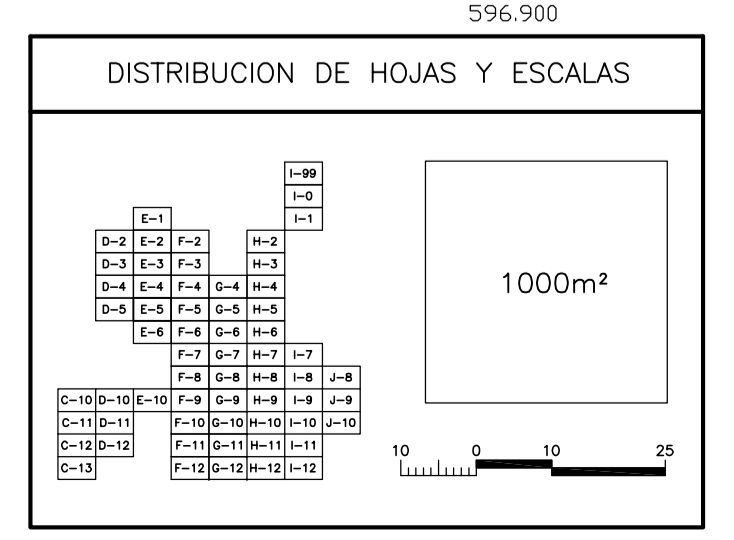 596.900
DISTRIBUCION DE HOJAS Y ESCALAS
I-99
I-0
E-1 I-1
D-2 E-2 F-2 H-2
D-3 E-3 F-3 H-3
D-4 E-4 F-4 G-4 H-4
D-5 E-5 F-5 G-5 H-5
E-6 F-6 G-6 H-6
F-7 G-7 H-7 I-7
F-8 G-8 H-8 I-8 J-8
C-10 D-10 E-10 F-9 G-9 H-9 I-9 J-9
C-11 D-11 F-10 G-10 H-10 I-10 J-10
C-12 D-12 F-11 G-11 H-11 I-11
C-13 F-12 G-12 H-12 I-12
1000m²
10 0 10 25